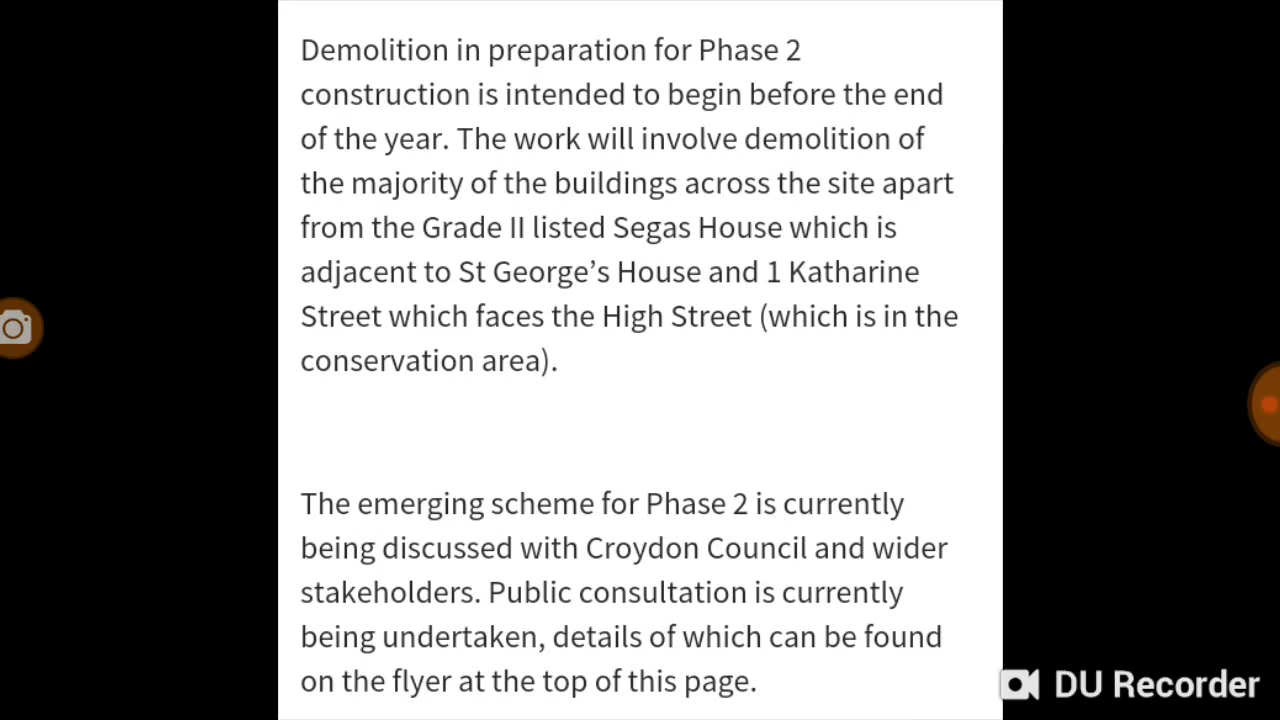 Demolition in preparation for Phase 2
construction is intended to begin before the end
of the year. The work will involve demolition of
the majority of the buildings across the site apart
from the Grade II listed Segas House which is
adjacent to St George’s House and 1 Katharine
Street which faces the High Street (which is in the
conservation area).
The emerging scheme for Phase 2 is currently
being discussed with Croydon Council and wider
stakeholders. Public consultation is currently
being undertaken, details of which can be found
on the flyer at the top of this page.
DU Recorder